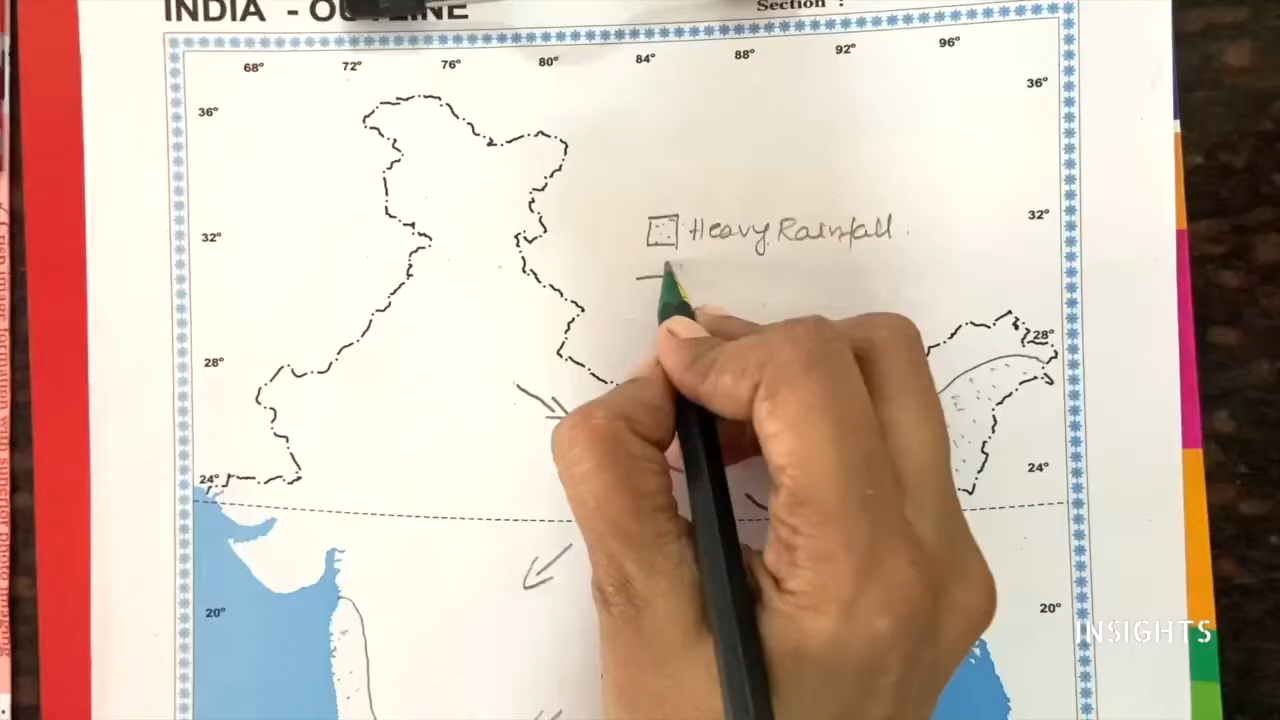 INDIA - OUTLINE
Section :
68° 72° 76° 80° 84° 88° 92° 96°
36° 36°
32° 32°
Heavy Rainfall.
28° 28°
24° 24°
20° 20°
INSIGHTS